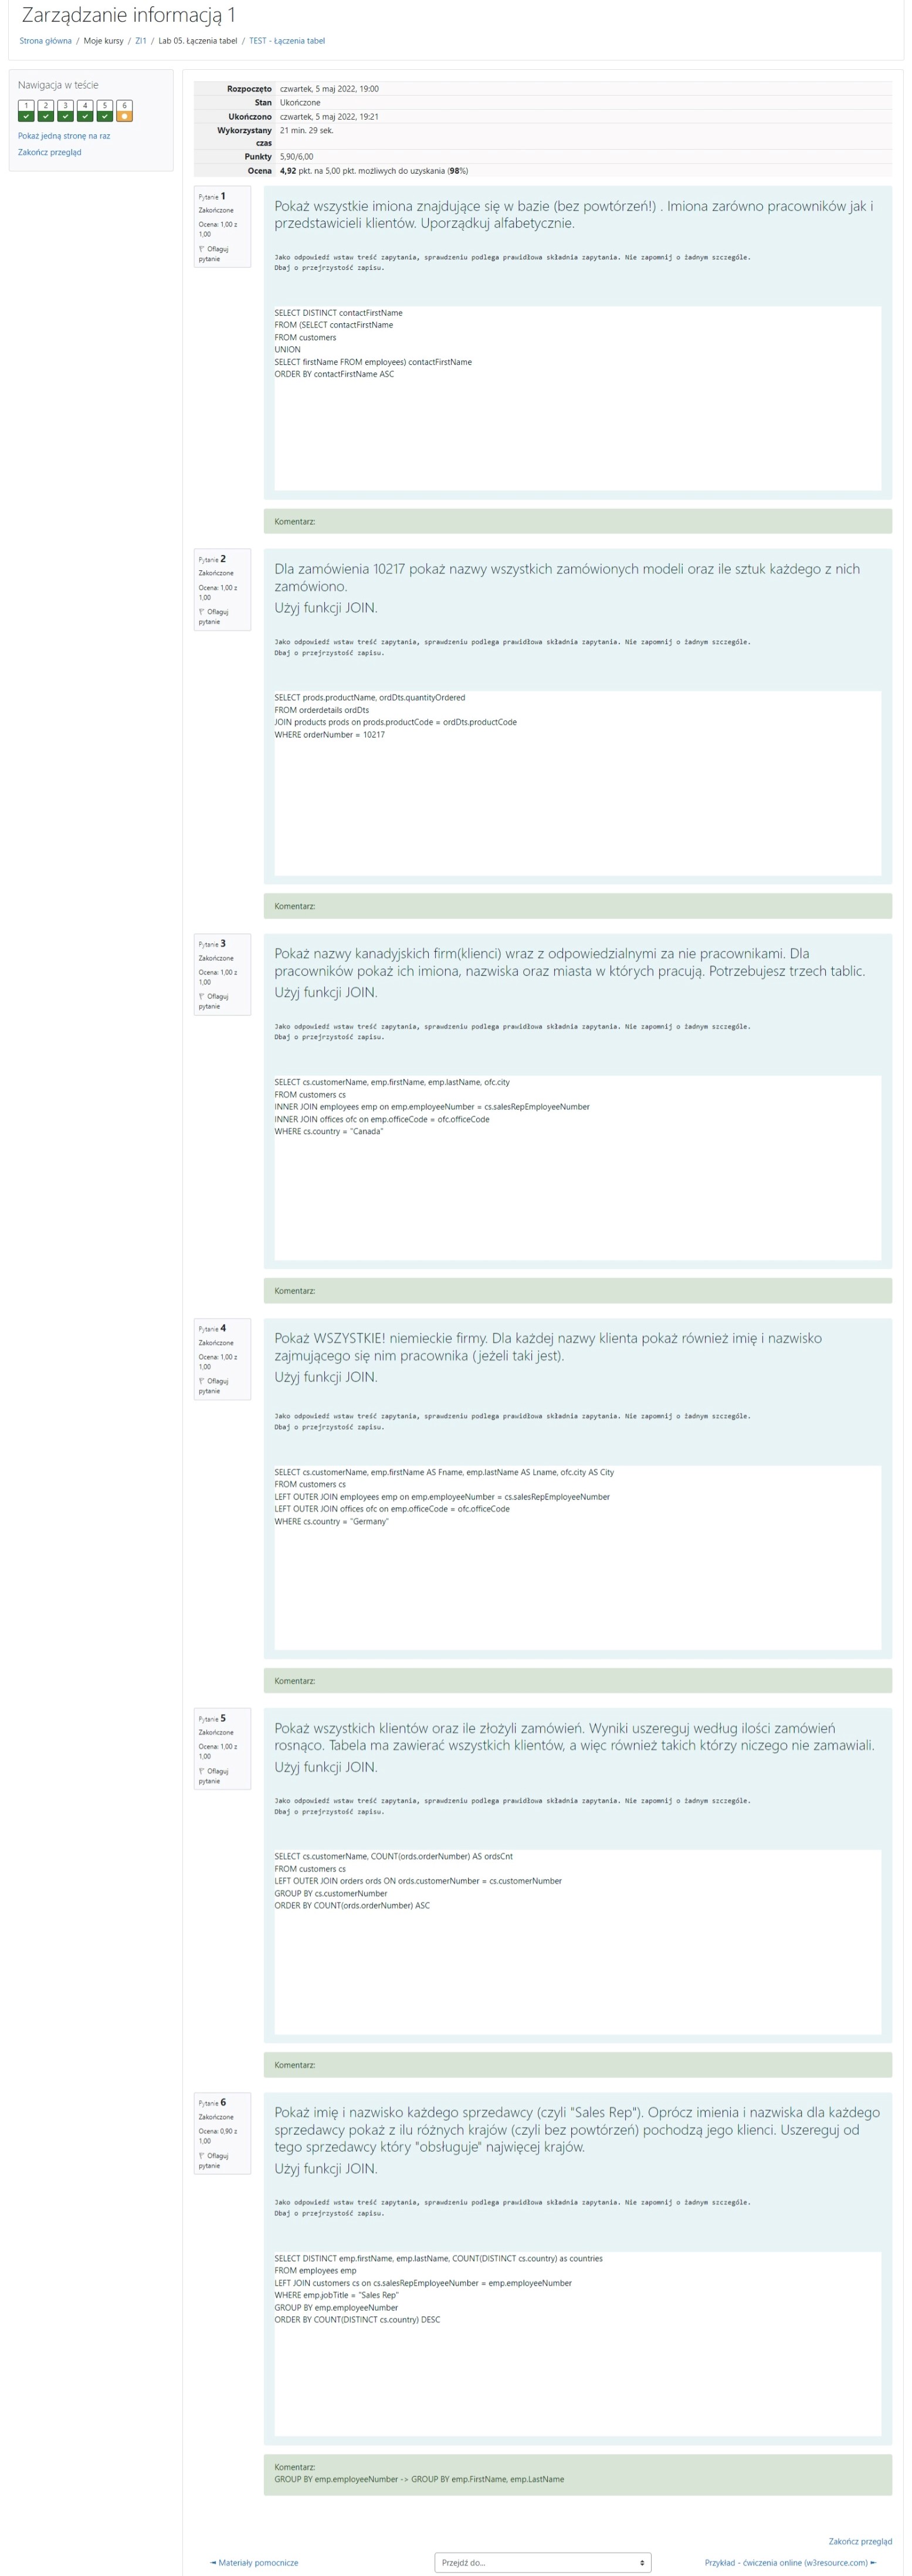 Zarządzanie informacją 1
Strona główna / Moje kursy / ZI1 / Lab 05. Łączenia tabel / TEST - Łączenia tabel
Nawigacja w teście
1 2 3 4 5 6
Pokaż jedną stronę na raz
Zakończ przegląd
Rozpoczęto czwartek, 5 maj 2022, 19:00
Stan Ukończone
Ukończono czwartek, 5 maj 2022, 19:21
Wykorzystany 21 min. 29 sek.
czas
Punkty 5,90/6,00
Ocena 4,92 pkt. na 5,00 pkt. możliwych do uzyskania (98%)
Pytanie 1
Zakończone
Ocena: 1,00 z
1,00
Oflaguj
pytanie
Pokaż wszystkie imiona znajdujące się w bazie (bez powtórzeń!) . Imiona zarówno pracowników jak i
przedstawicieli klientów. Uporządkuj alfabetycznie.
Jako odpowiedź wstaw treść zapytania, sprawdzeniu podlega prawidłowa składnia zapytania. Nie zapomnij o żadnym szczególe.
Dbaj o przejrzystość zapisu.
SELECT DISTINCT contactFirstName
FROM (SELECT contactFirstName
FROM customers
UNION
SELECT firstName FROM employees) contactFirstName
ORDER BY contactFirstName ASC
Komentarz:
Pytanie 2
Zakończone
Ocena: 1,00 z
1,00
Oflaguj
pytanie
Dla zamówienia 10217 pokaż nazwy wszystkich zamówionych modeli oraz ile sztuk każdego z nich
zamówiono.
Użyj funkcji JOIN.
Jako odpowiedź wstaw treść zapytania, sprawdzeniu podlega prawidłowa składnia zapytania. Nie zapomnij o żadnym szczególe.
Dbaj o przejrzystość zapisu.
SELECT prods.productName, ordDts.quantityOrdered
FROM orderdetails ordDts
JOIN products prods on prods.productCode = ordDts.productCode
WHERE orderNumber = 10217
Komentarz:
Pytanie 3
Zakończone
Ocena: 1,00 z
1,00
Oflaguj
pytanie
Pokaż nazwy kanadyjskich firm(klienci) wraz z odpowiedzialnymi za nie pracownikami. Dla
pracowników pokaż ich imiona, nazwiska oraz miasta w których pracują. Potrzebujesz trzech tablic.
Użyj funkcji JOIN.
Jako odpowiedź wstaw treść zapytania, sprawdzeniu podlega prawidłowa składnia zapytania. Nie zapomnij o żadnym szczególe.
Dbaj o przejrzystość zapisu.
SELECT cs.customerName, emp.firstName, emp.lastName, ofc.city
FROM customers cs
INNER JOIN employees emp on emp.employeeNumber = cs.salesRepEmployeeNumber
INNER JOIN offices ofc on emp.officeCode = ofc.officeCode
WHERE cs.country = "Canada"
Komentarz:
Pytanie 4
Zakończone
Ocena: 1,00 z
1,00
Oflaguj
pytanie
Pokaż WSZYSTKIE! niemieckie firmy. Dla każdej nazwy klienta pokaż również imię i nazwisko
zajmującego się nim pracownika (jeżeli taki jest).
Użyj funkcji JOIN.
Jako odpowiedź wstaw treść zapytania, sprawdzeniu podlega prawidłowa składnia zapytania. Nie zapomnij o żadnym szczególe.
Dbaj o przejrzystość zapisu.
SELECT cs.customerName, emp.firstName AS Fname, emp.lastName AS Lname, ofc.city AS City
FROM customers cs
LEFT OUTER JOIN employees emp on emp.employeeNumber = cs.salesRepEmployeeNumber
LEFT OUTER JOIN offices ofc on emp.officeCode = ofc.officeCode
WHERE cs.country = "Germany"
Komentarz:
Pytanie 5
Zakończone
Ocena: 1,00 z
1,00
Oflaguj
pytanie
Pokaż wszystkich klientów oraz ile złożyli zamówień. Wyniki uszereguj według ilości zamówień
rosnąco. Tabela ma zawierać wszystkich klientów, a więc również takich którzy niczego nie zamawiali.
Użyj funkcji JOIN.
Jako odpowiedź wstaw treść zapytania, sprawdzeniu podlega prawidłowa składnia zapytania. Nie zapomnij o żadnym szczególe.
Dbaj o przejrzystość zapisu.
SELECT cs.customerName, COUNT(ords.orderNumber) AS ordsCnt
FROM customers cs
LEFT OUTER JOIN orders ords ON ords.customerNumber = cs.customerNumber
GROUP BY cs.customerNumber
ORDER BY COUNT(ords.orderNumber) ASC
Komentarz:
Pytanie 6
Zakończone
Ocena: 0,90 z
1,00
Oflaguj
pytanie
Pokaż imię i nazwisko każdego sprzedawcy (czyli "Sales Rep"). Oprócz imienia i nazwiska dla każdego
sprzedawcy pokaż z ilu różnych krajów (czyli bez powtórzeń) pochodzą jego klienci. Uszereguj od
tego sprzedawcy który "obsługuje" najwięcej krajów.
Użyj funkcji JOIN.
Jako odpowiedź wstaw treść zapytania, sprawdzeniu podlega prawidłowa składnia zapytania. Nie zapomnij o żadnym szczególe.
Dbaj o przejrzystość zapisu.
SELECT DISTINCT emp.firstName, emp.lastName, COUNT(DISTINCT cs.country) as countries
FROM employees emp
LEFT JOIN customers cs on cs.salesRepEmployeeNumber = emp.employeeNumber
WHERE emp.jobTitle = "Sales Rep"
GROUP BY emp.employeeNumber
ORDER BY COUNT(DISTINCT cs.country) DESC
Komentarz:
GROUP BY emp.employeeNumber -> GROUP BY emp.FirstName, emp.LastName
Zakończ przegląd
◄ Materiały pomocnicze
Przejdź do...
Przykład - ćwiczenia online (w3resource.com) ►